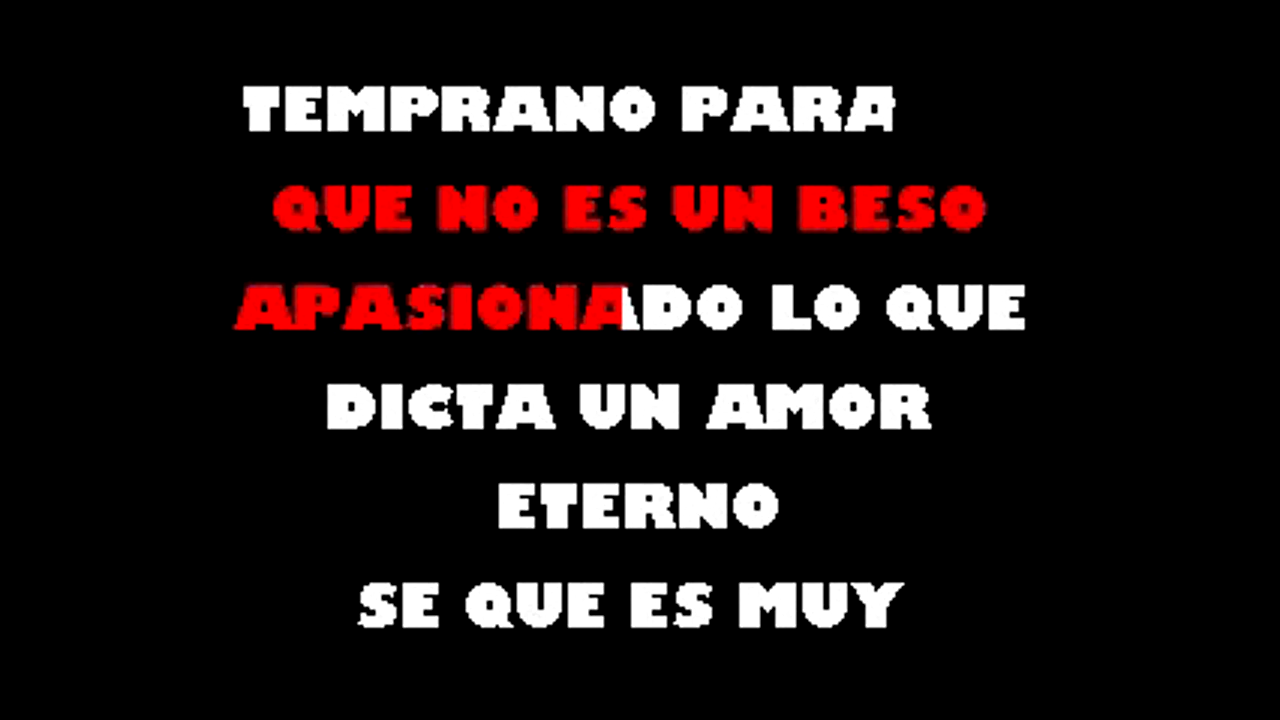 TEMPRANO PARA
QUE NO ES UN BESO
APASIONADO LO QUE
DICTA UN AMOR
ETERNO
SE QUE ES MUY